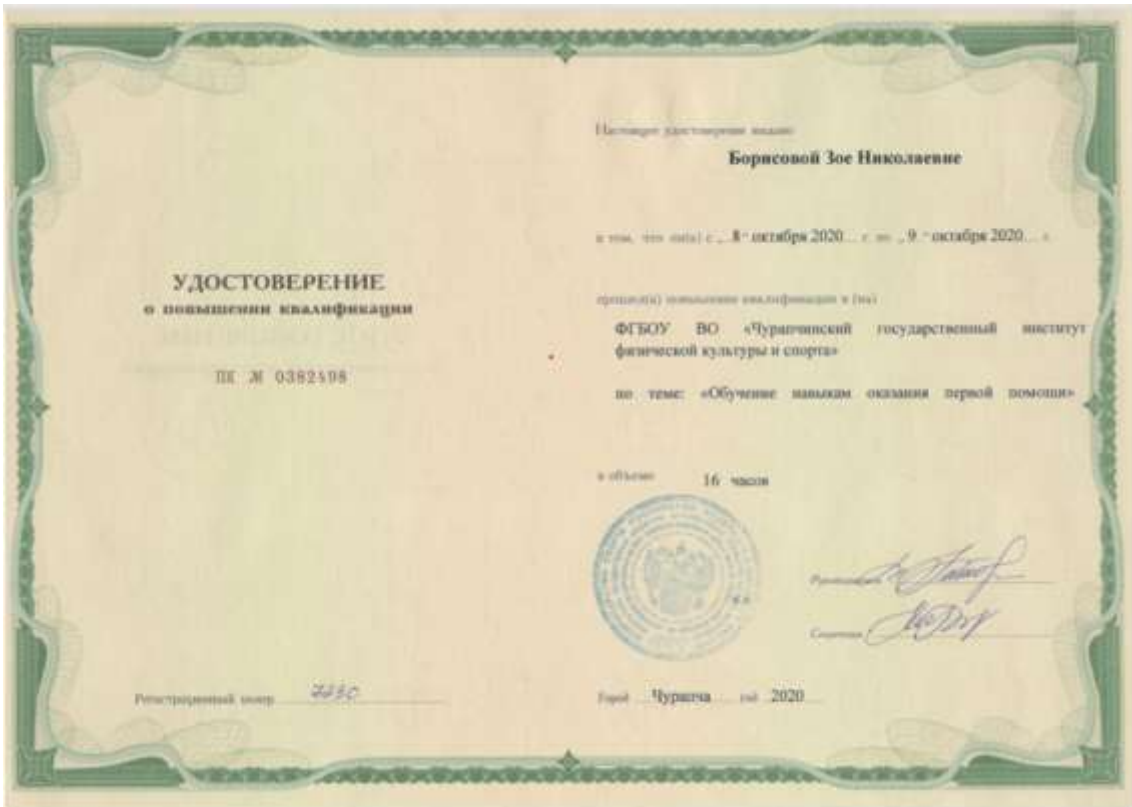 УДОСТОВЕРЕНИЕ
о повышении квалификации
ПК № 0382498
Регистрационный номер
Настоящее удостоверение выдано
Борисовой Зое Николаевне
в том, что он(а) с „ 8 “ октября 2020 г. по „ 9 “ октября 2020 г.
прошел(а) повышение квалификации в (на)
ФГБОУ ВО «Чурапчинский государственный институт
физической культуры и спорта»
по теме: «Обучение навыкам оказания первой помощи»
в объеме 16 часов
М.П.
Руководитель
Секретарь
Город Чурапча год 2020